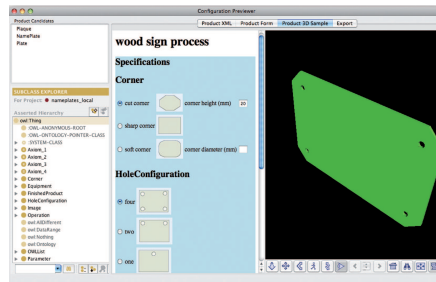 Configuration Previewer
Product Candidates
Plaque
NamePlate
Plate
Product XML
Product Form
Product 3D Sample
Export
wood sign process
Specifications
Corner
cut corner
corner height (mm)
20
sharp corner
soft corner
corner diameter (mm)
HoleConfiguration
four
two
one
SUBCLASS EXPLORER
For Project: nameplates_local
Asserted Hierarchy
owl:Thing
:OWL-ANONYMOUS-ROOT
:OWL-ONTOLOGY-POINTER-CLASS
:SYSTEM-CLASS
Axiom_1
Axiom_2
Axiom_3
Axiom_4
Corner
Equipment
FinishedProduct
HoleConfiguration
Image
Operation
owl:AllDifferent
owl:DataRange
owl:Nothing
owl:Ontology
OWLList
Parameter